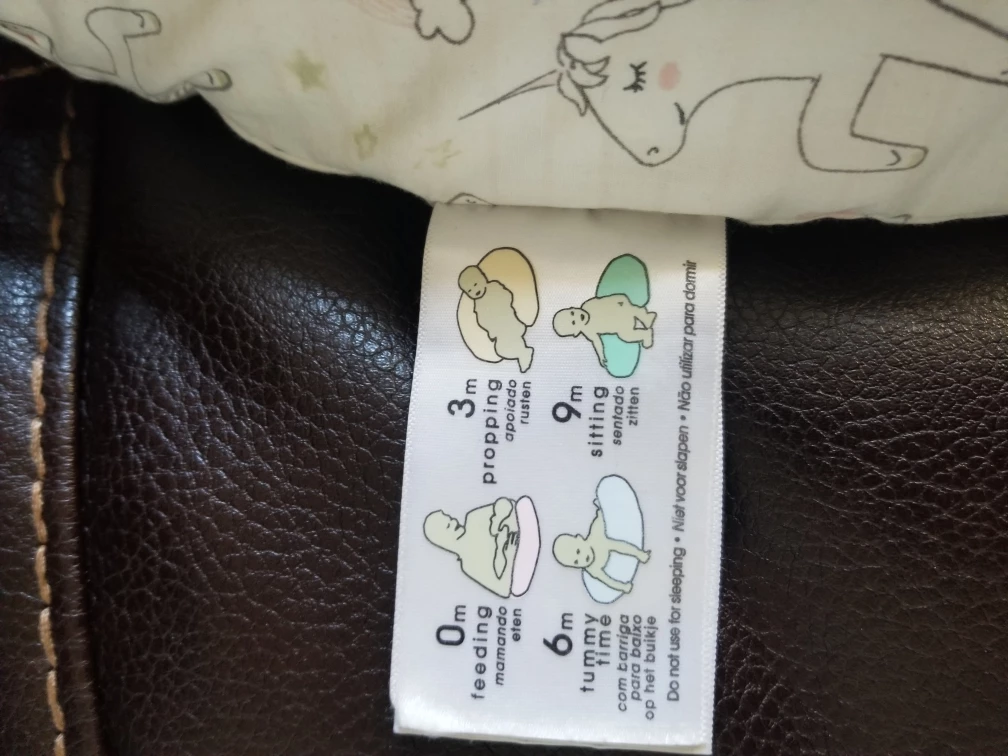 0m
feeding
mamando
eten
3m
propping
apoiado
rusten
6m
tummy
time
com barriga
para baixo
op het buikje
9m
sitting
sentado
zitten
Do not use for sleeping • Niet voor slapen • Não utilizar para dormir